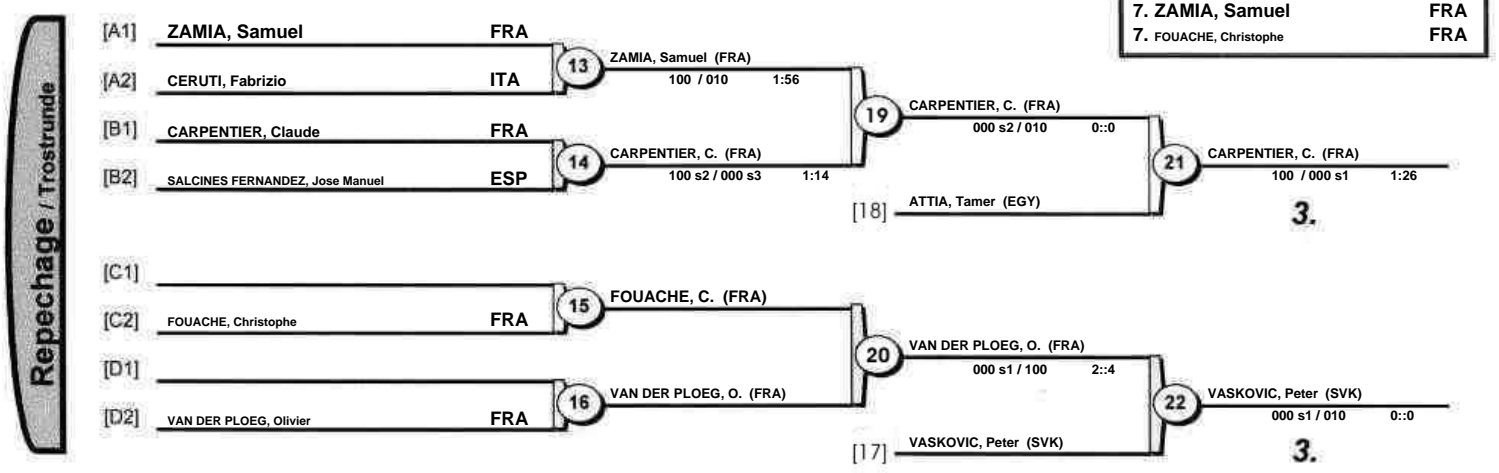 7. ZAMIA, Samuel FRA
7. FOUACHE, Christophe FRA
Repechage / Trostrunde
[A1] ZAMIA, Samuel FRA
13 ZAMIA, Samuel (FRA)
100 / 010 1:56
[A2] CERUTI, Fabrizio ITA
19 CARPENTIER, C. (FRA)
000 s2 / 010 0::0
[B1] CARPENTIER, Claude FRA
14 CARPENTIER, C. (FRA)
100 s2 / 000 s3 1:14
21 CARPENTIER, C. (FRA)
100 / 000 s1 1:26
[B2] SALCINES FERNANDEZ, Jose Manuel ESP
[18] ATTIA, Tamer (EGY)
3.
[C1]
15 FOUACHE, C. (FRA)
[C2] FOUACHE, Christophe FRA
20 VAN DER PLOEG, O. (FRA)
000 s1 / 100 2::4
[D1]
16 VAN DER PLOEG, O. (FRA)
22 VASKOVIC, Peter (SVK)
000 s1 / 010 0::0
[D2] VAN DER PLOEG, Olivier FRA
[17] VASKOVIC, Peter (SVK)
3.